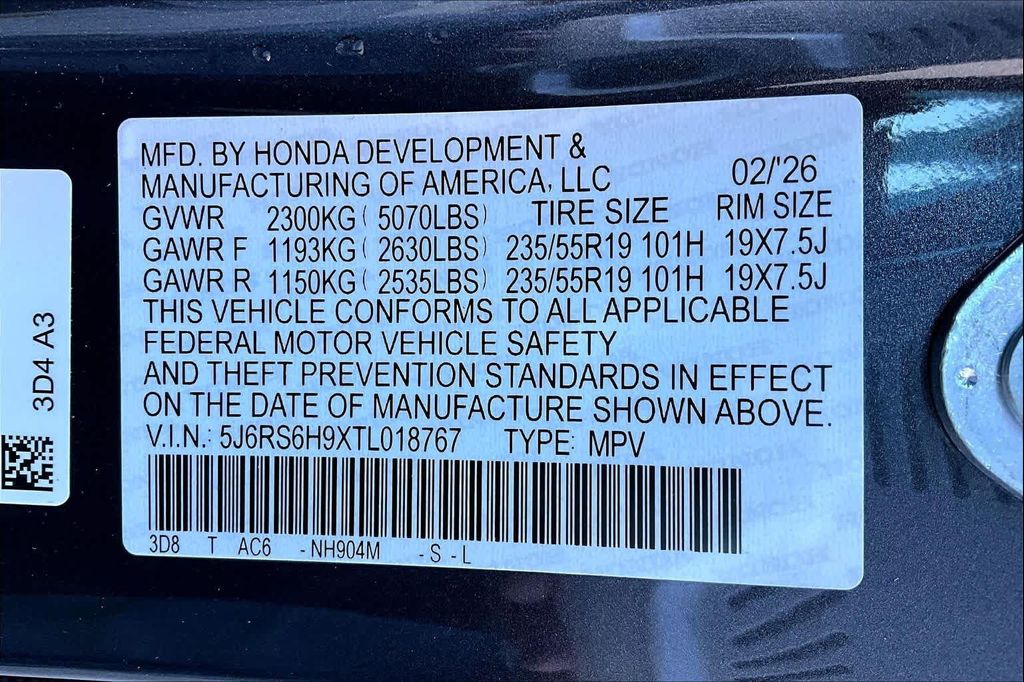 MFD. BY HONDA DEVELOPMENT &
MANUFACTURING OF AMERICA, LLC 02/'26
GVWR 2300KG ( 5070LBS) TIRE SIZE RIM SIZE
GAWR F 1193KG ( 2630LBS) 235/55R19 101H 19X7.5J
GAWR R 1150KG ( 2535LBS) 235/55R19 101H 19X7.5J
THIS VEHICLE CONFORMS TO ALL APPLICABLE
FEDERAL MOTOR VEHICLE SAFETY
AND THEFT PREVENTION STANDARDS IN EFFECT
ON THE DATE OF MANUFACTURE SHOWN ABOVE.
V.I.N.: 5J6RS6H9XTL018767 TYPE: MPV
3D8 T AC6 -NH904M -S-L
3D4 A3